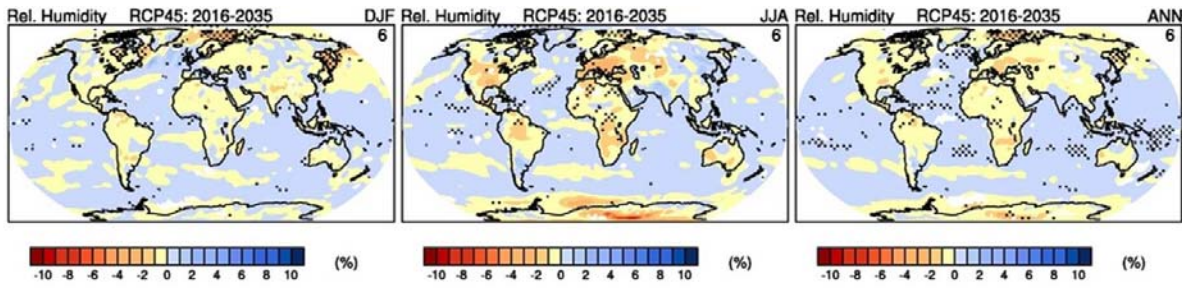 Rel. Humidity RCP45: 2016-2035 DJF
6
Rel. Humidity RCP45: 2016-2035 JJA
6
Rel. Humidity RCP45: 2016-2035 ANN
6
-10 -8 -6 -4 -2 0 2 4 6 8 10 (%)
-10 -8 -6 -4 -2 0 2 4 6 8 10 (%)
-10 -8 -6 -4 -2 0 2 4 6 8 10 (%)